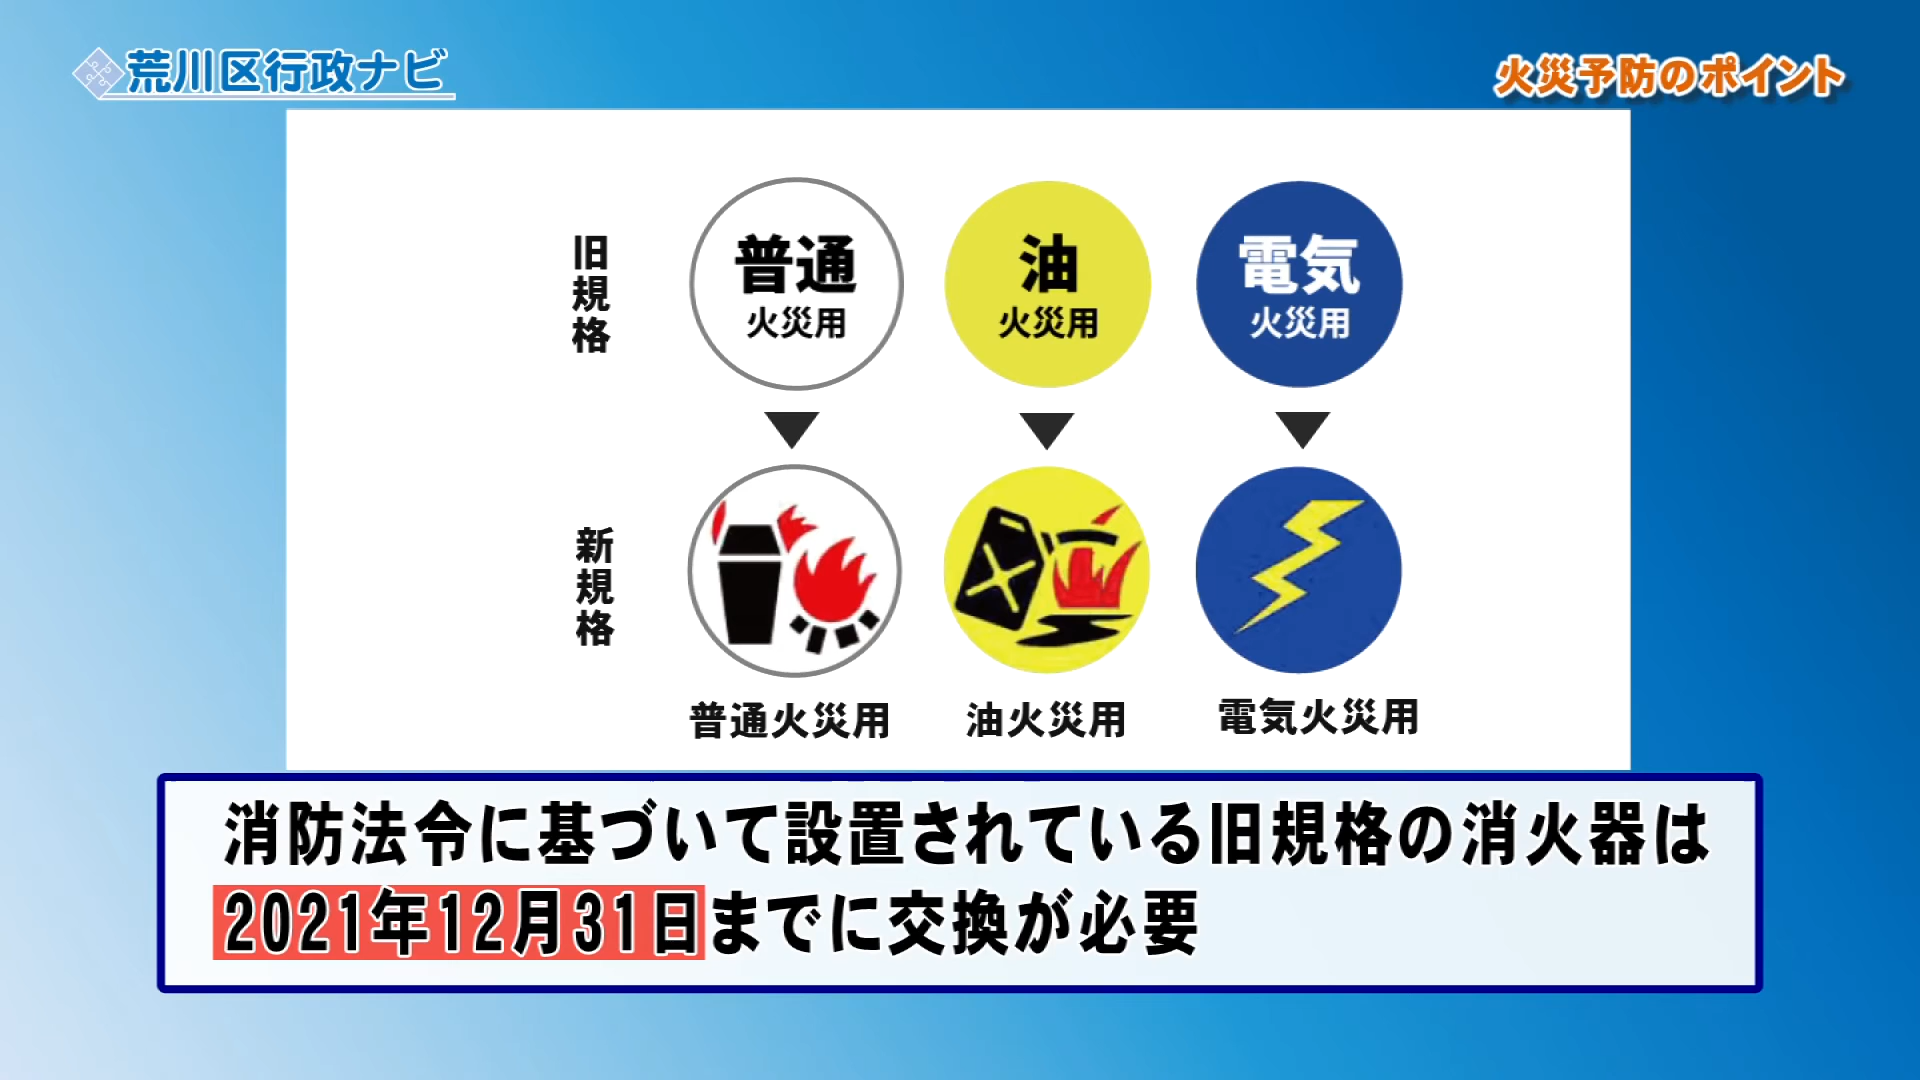 荒川区行政ナビ
火災予防のポイント
旧規格
普通
火災用
油
火災用
電気
火災用
新規格
普通火災用
油火災用
電気火災用
消防法令に基づいて設置されている旧規格の消火器は
2021年12月31日までに交換が必要